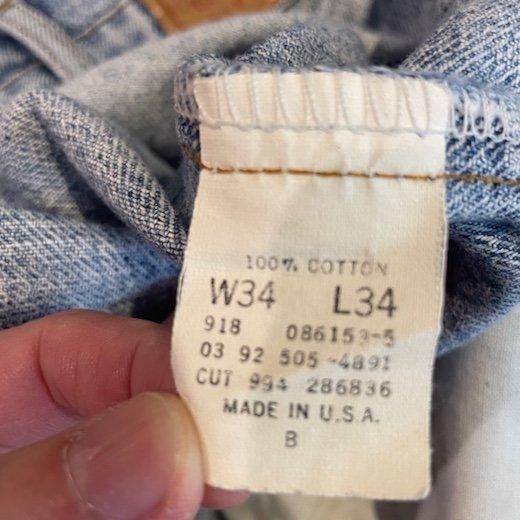 100% COTTON
W34 L34
918 086153-5
03 92 505-4891
CUT 994 286836
MADE IN U.S.A.
B